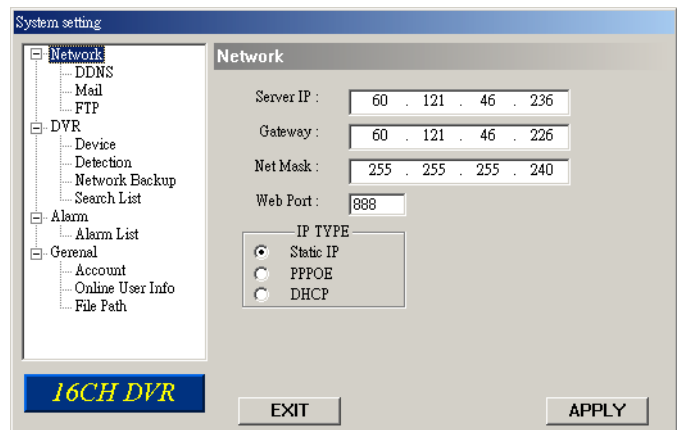 System setting
Network
DDNS
Mail
FTP
DVR
Device
Detection
Network Backup
Search List
Alarm
Alarm List
Gerenal
Account
Online User Info
File Path
16CH DVR
Network
Server IP : 60 . 121 . 46 . 236
Gateway : 60 . 121 . 46 . 226
Net Mask : 255 . 255 . 255 . 240
Web Port : 888
IP TYPE
Static IP
PPPOE
DHCP
EXIT APPLY